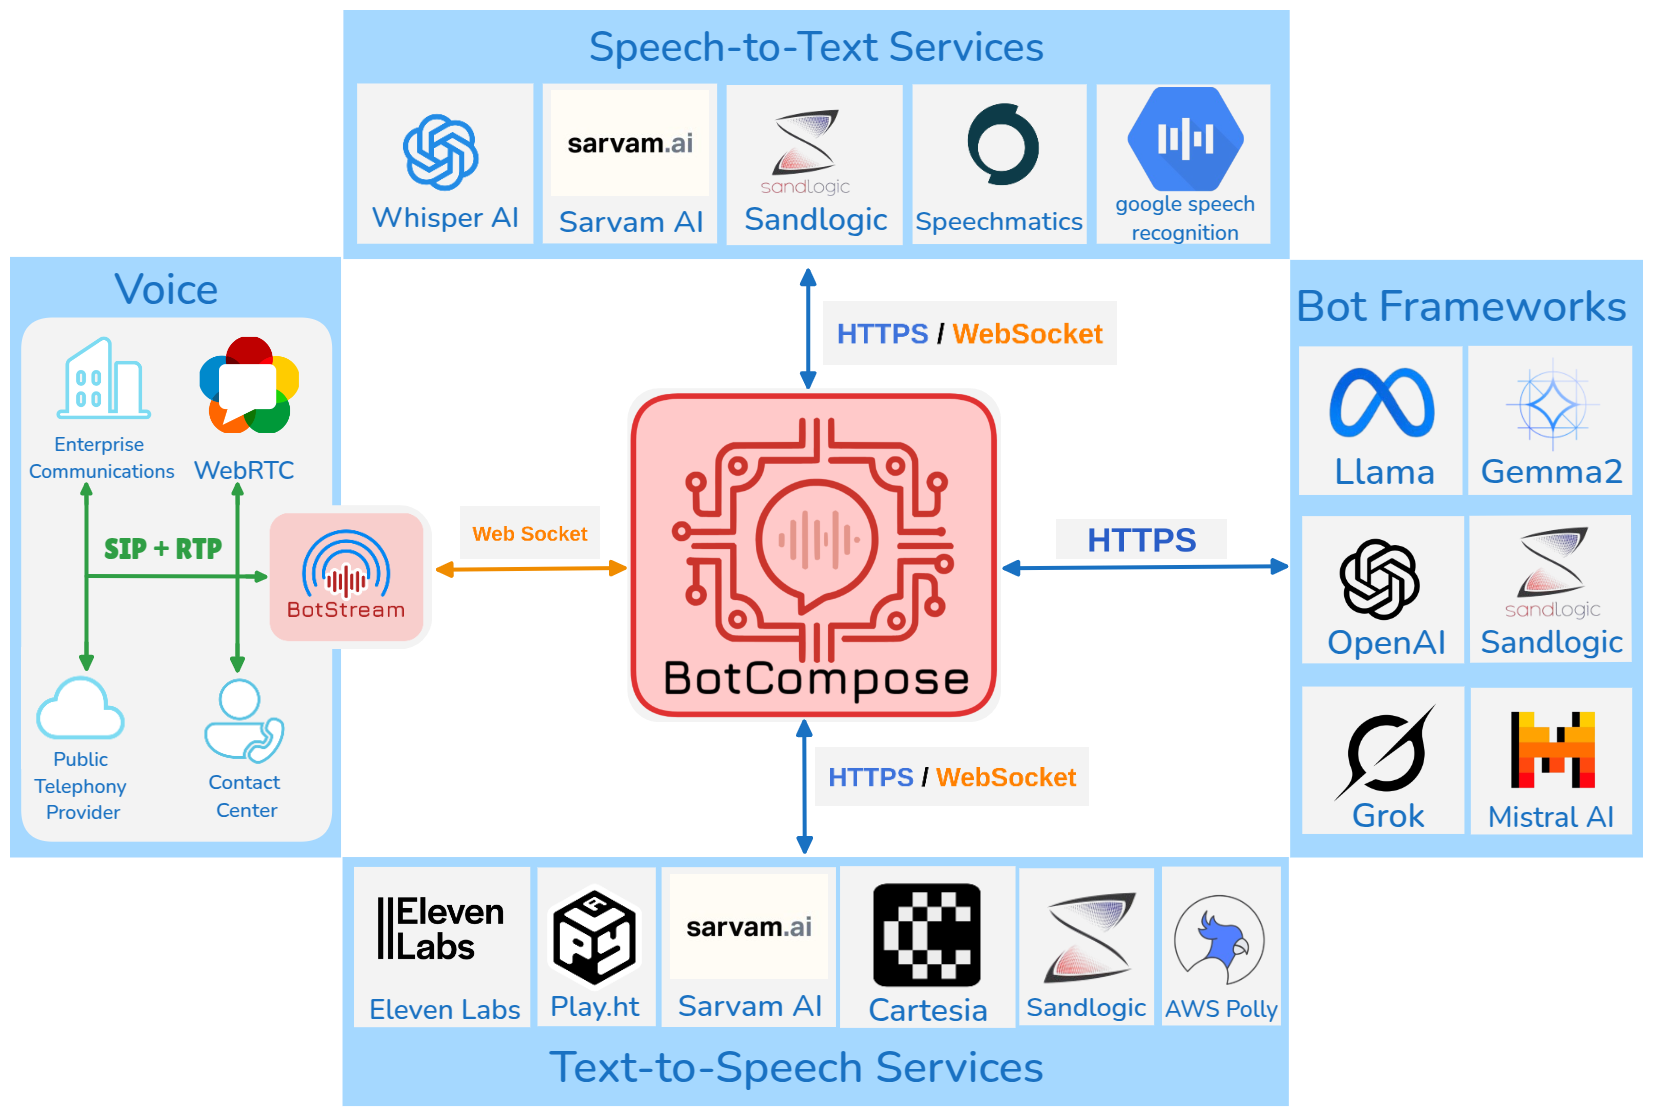 Speech-to-Text Services
sarvam.ai
sandlogic
Whisper AI
Sarvam AI
Sandlogic
Speechmatics
google speech
recognition
Voice
Enterprise
Communications
WebRTC
SIP + RTP
BotStream
Public
Telephony
Provider
Contact
Center
Web Socket
HTTPS / WebSocket
BotCompose
HTTPS
HTTPS / WebSocket
Bot Frameworks
Llama
Gemma2
OpenAI
sandlogic
Sandlogic
Grok
Mistral AI
||Eleven
Labs
Play
sarvam.ai
Eleven Labs
Play.ht
Sarvam AI
Cartesia
Sandlogic
AWS Polly
Text-to-Speech Services